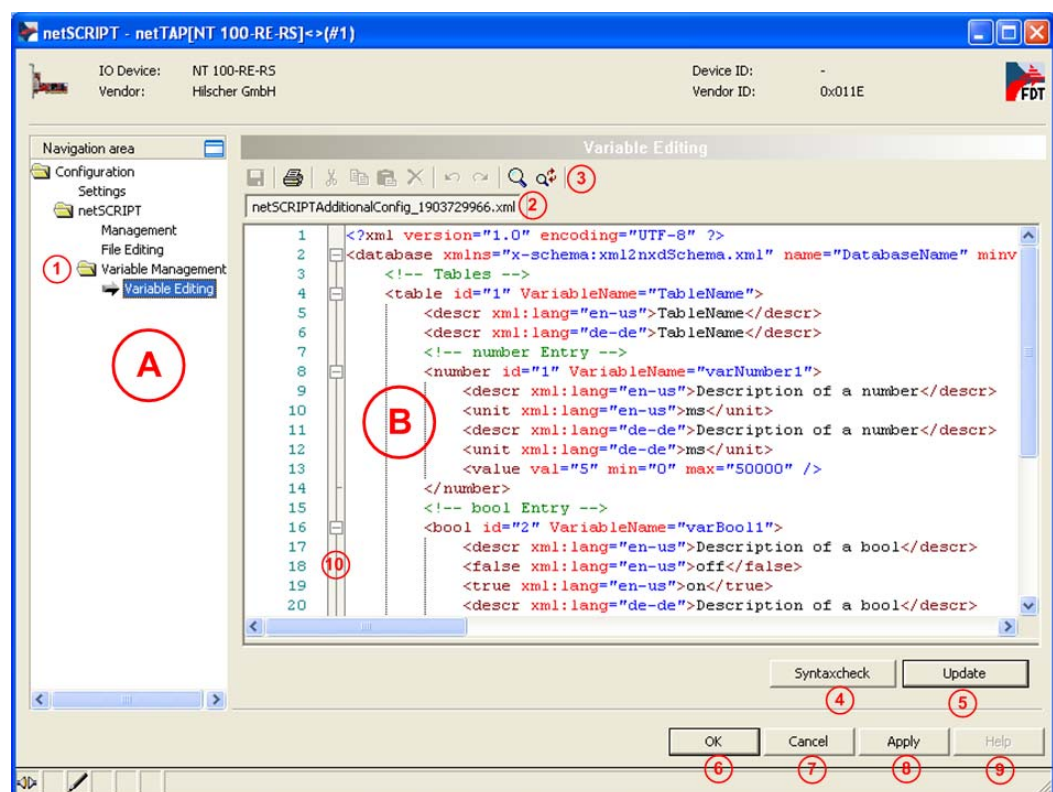 netSCRIPT - netTAP[NT 100-RE-RS]<>(#1)
IO Device: NT 100-RE-RS Device ID: -
Vendor: Hilscher GmbH Vendor ID: 0x011E
FDT
Navigation area
Variable Editing
Configuration
Settings
netSCRIPT
Management
File Editing
1 Variable Management
Variable Editing
A
3
netSCRIPTAdditionalConfig_1903729966.xml 2
1 <?xml version="1.0" encoding="UTF-8" ?>
2 <database xmlns="x-schema:xml2nxdSchema.xml" name="DatabaseName" minv
3 <!-- Tables -->
4 <table id="1" VariableName="TableName">
5 <descr xml:lang="en-us">TableName</descr>
6 <descr xml:lang="de-de">TableName</descr>
7 <!-- number Entry -->
8 <number id="1" VariableName="varNumber1">
9 <descr xml:lang="en-us">Description of a number</descr>
10 <unit xml:lang="en-us">ms</unit>
11 <descr xml:lang="de-de">Description of a number</descr>
12 <unit xml:lang="de-de">ms</unit>
13 <value val="5" min="0" max="50000" />
14 </number>
15 <!-- bool Entry -->
16 <bool id="2" VariableName="varBool1">
17 <descr xml:lang="en-us">Description of a bool</descr>
18 <false xml:lang="en-us">off</false>
19 <true xml:lang="en-us">on</true>
20 <descr xml:lang="de-de">Description of a bool</descr>
B
10
Syntaxcheck Update
4 5
OK Cancel Apply Help
6 7 8 9